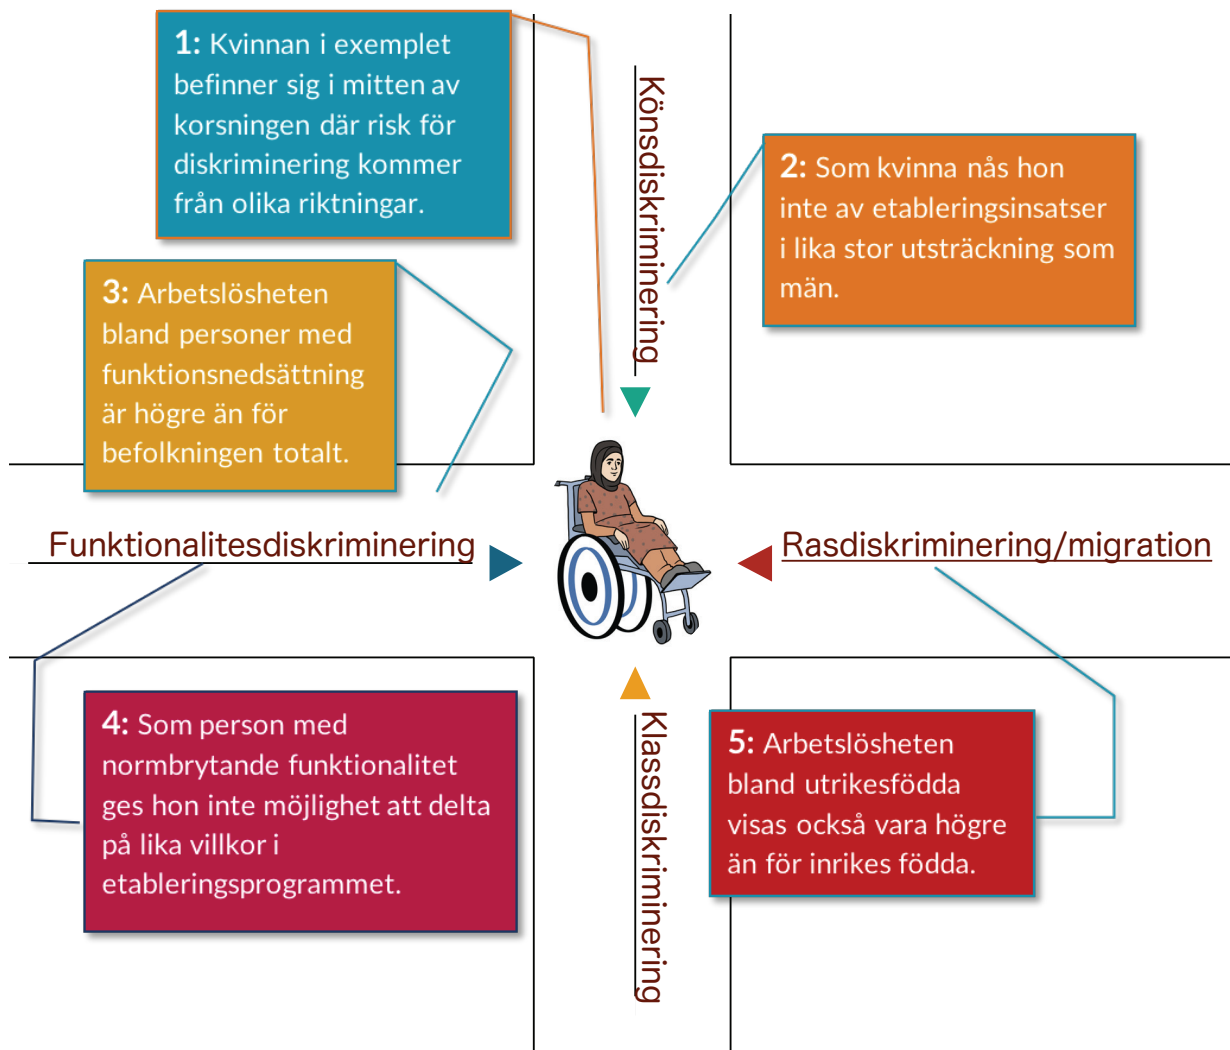 1: Kvinnan i exemplet
befinner sig i mitten av
korsningen där risk för
diskriminering kommer
från olika riktningar.
Könsdiskriminering
2: Som kvinna nås hon
inte av etableringsinsatser
i lika stor utsträckning som
män.
3: Arbetslösheten
bland personer med
funktionsnedsättning
är högre än för
befolkningen totalt.
Funktionalitesdiskriminering
Rasdiskriminering/migration
4: Som person med
normbrytande funktionalitet
ges hon inte möjlighet att delta
på lika villkor i
etableringsprogrammet.
Klassdiskriminering
5: Arbetslösheten
bland utrikesfödda
visas också vara högre
än för inrikes födda.